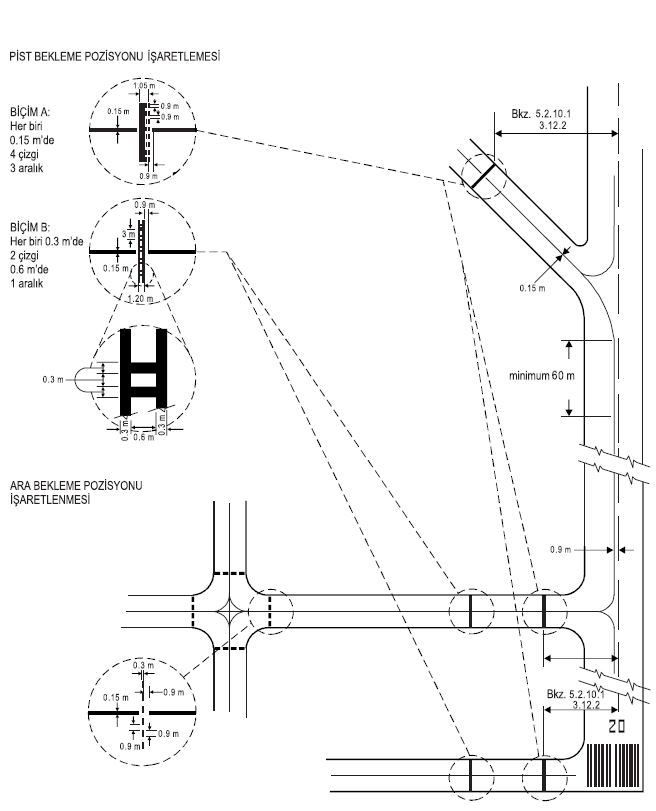 PİST BEKLEME POZİSYONU İŞARETLEMESİ
1.05 m
0.9 m
0.9 m
0.15 m
0.9 m
BİÇİM A:
Her biri
0.15 m'de
4 çizgi
3 aralık
Bkz. 5.2.10.1
3.12.2
0.15 m
0.9 m
3 m
0.15 m
1.20 m
BİÇİM B:
Her biri 0.3 m'de
2 çizgi
0.6 m'de
1 aralık
0.3 m
0.3 m
0.6 m
0.3 m
minimum 60 m
ARA BEKLEME POZİSYONU
İŞARETLENMESİ
0.9 m
0.3 m
0.15 m
0.9 m
0.9 m
0.9 m
Bkz. 5.2.10.1
3.12.2
20